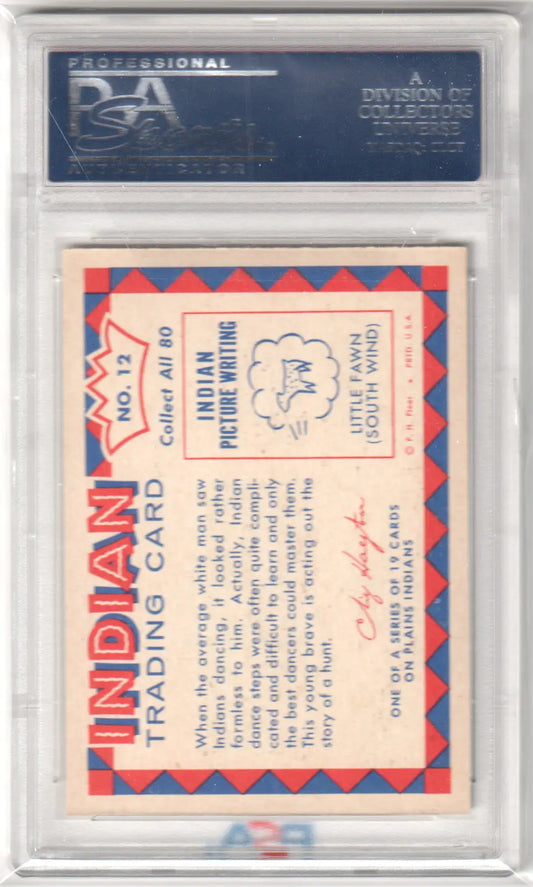 PROFESSIONAL
PSA
AUTHENTICATOR
A
DIVISION OF
COLLECTORS
UNIVERSE
NASDAQ: CLCT
INDIAN
TRADING CARD
NO. 12
Collect All 80
When the average white man saw
Indians dancing, it looked rather
formless to him. Actually, Indian
dance steps were often quite compli-
cated and difficult to learn and only
the best dancers could master them.
This young brave is acting out the
story of a hunt.
INDIAN
PICTURE WRITING
LITTLE FAWN
(SOUTH WIND)
ONE OF A SERIES OF 19 CARDS
ON PLAINS INDIANS
© F. H. Fleer • PRTD. U.S.A.